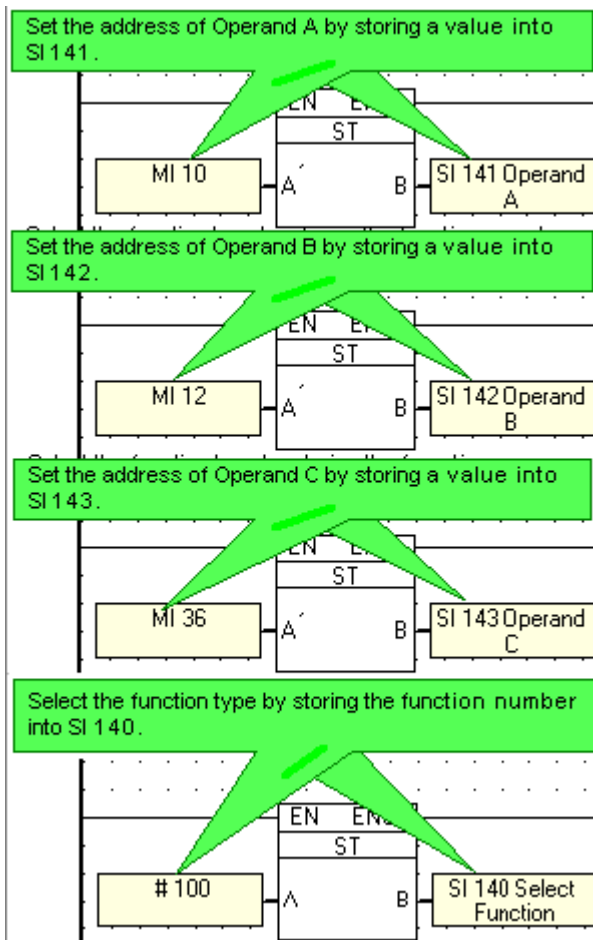 Set the address of Operand A by storing a value into
SI 141.
EN
ST
MI 10
A´
B
SI 141 Operand
A
Set the address of Operand B by storing a value into
SI 142.
EN
ST
MI 12
A´
B
SI 142 Operand
B
Set the address of Operand C by storing a value into
SI 143.
EN
ST
MI 36
A´
B
SI 143 Operand
C
Select the function type by storing the function number
into SI 140.
EN
ST
# 100
A
B
SI 140 Select
Function